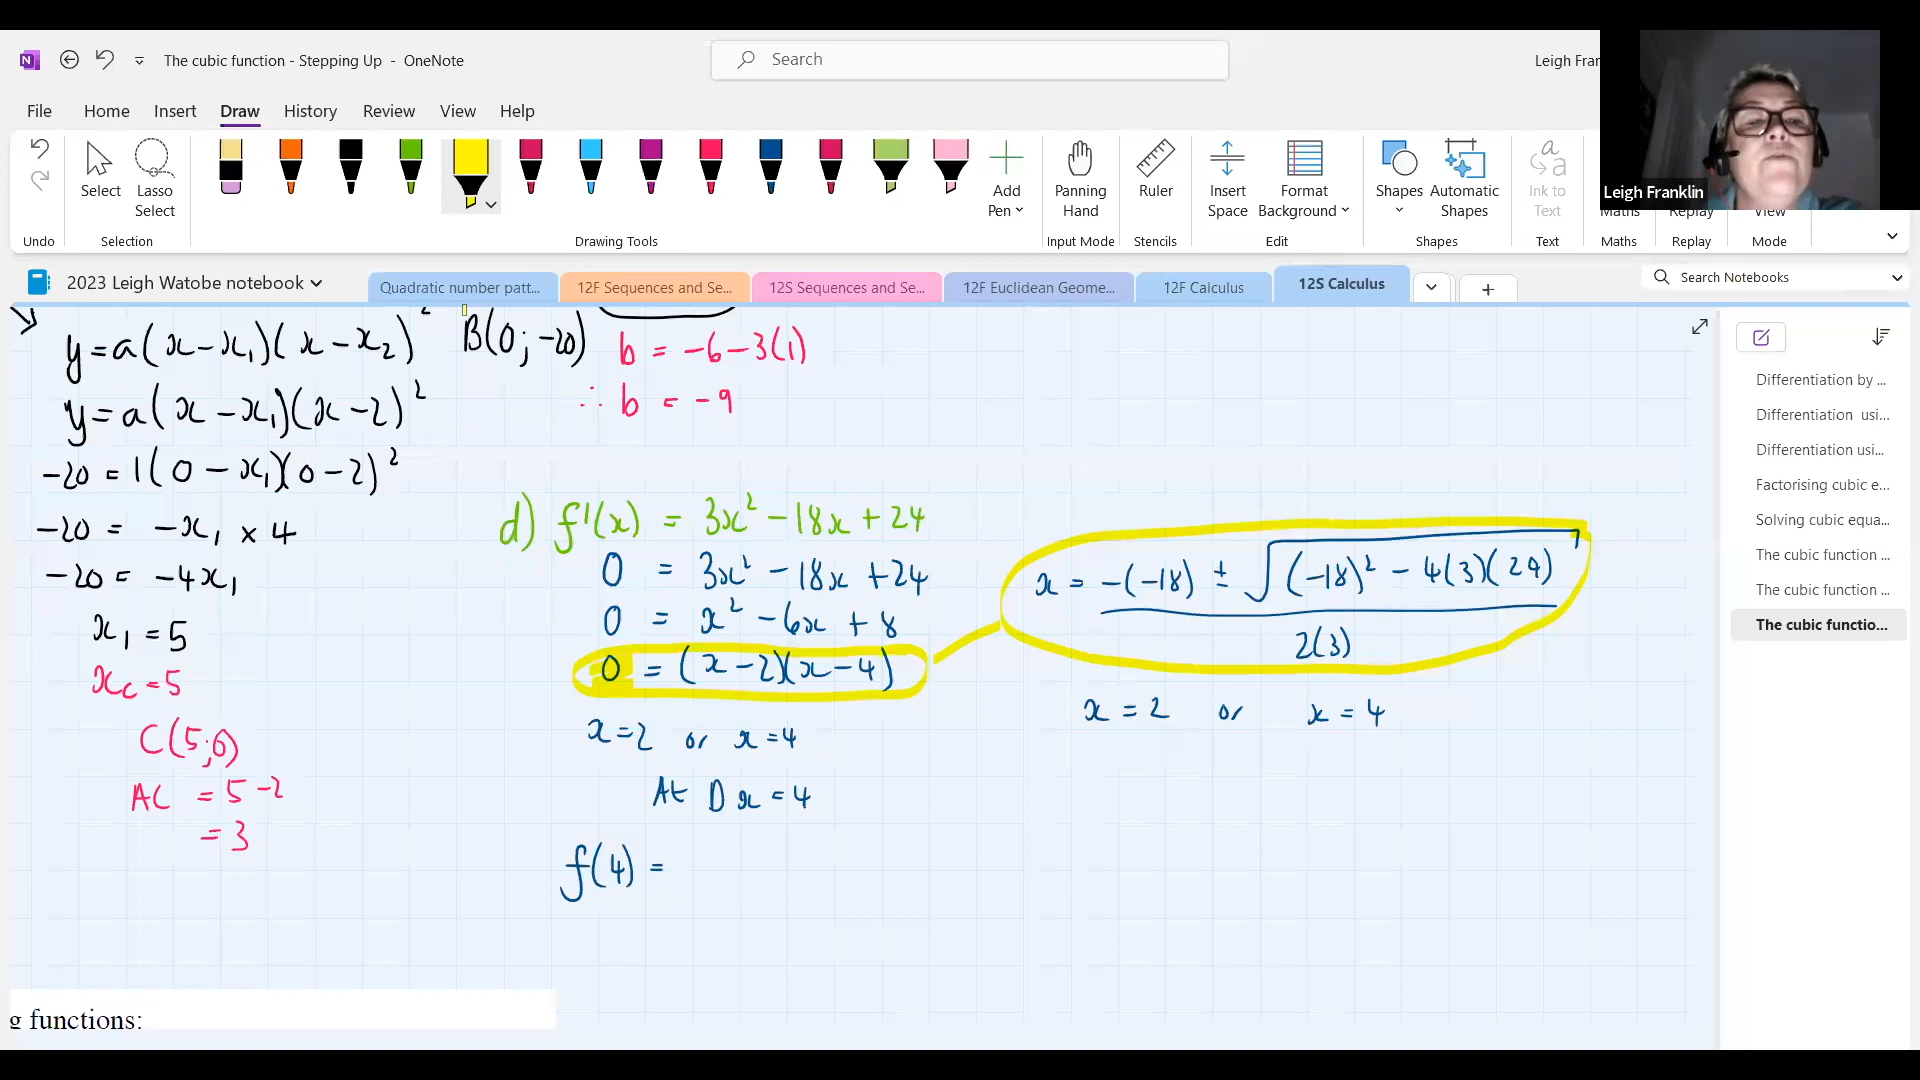 The cubic function - Stepping Up - OneNote
Search
Leigh Fran
File Home Insert Draw History Review View Help
Undo
Select
Lasso Select
Selection
Drawing Tools
Add Pen
Panning Hand
Input Mode
Ruler
Stencils
Insert Space
Format Background
Edit
Shapes
Automatic Shapes
Shapes
Ink to Text
Text
Maths
Maths
Replay
Replay
View
Mode
Leigh Franklin
2023 Leigh Watobe notebook
Quadratic number patt...
12F Sequences and Se...
12S Sequences and Se...
12F Euclidean Geome...
12F Calculus
12S Calculus
+
Search Notebooks
y = a(x - x₁)(x - x₂)²
y = a(x - x₁)(x - 2)²
-20 = 1(0 - x₁)(0 - 2)²
-20 = -x₁ × 4
-20 = -4x₁
x₁ = 5
x_C = 5
C(5;0)
AC = 5 - 2
= 3
B(0; -20)
b = -6 - 3(1)
∴ b = -9
d) f'(x) = 3x² - 18x + 24
0 = 3x² - 18x + 24
0 = x² - 6x + 8
0 = (x - 2)(x - 4)
x = 2 or x = 4
At D x = 4
f(4) =
x = -(-18) ± √(-18)² - 4(3)(24)
2(3)
x = 2 or x = 4
g functions:
Differentiation by ...
Differentiation usi...
Differentiation usi...
Factorising cubic e...
Solving cubic equa...
The cubic function ...
The cubic function ...
The cubic functio...